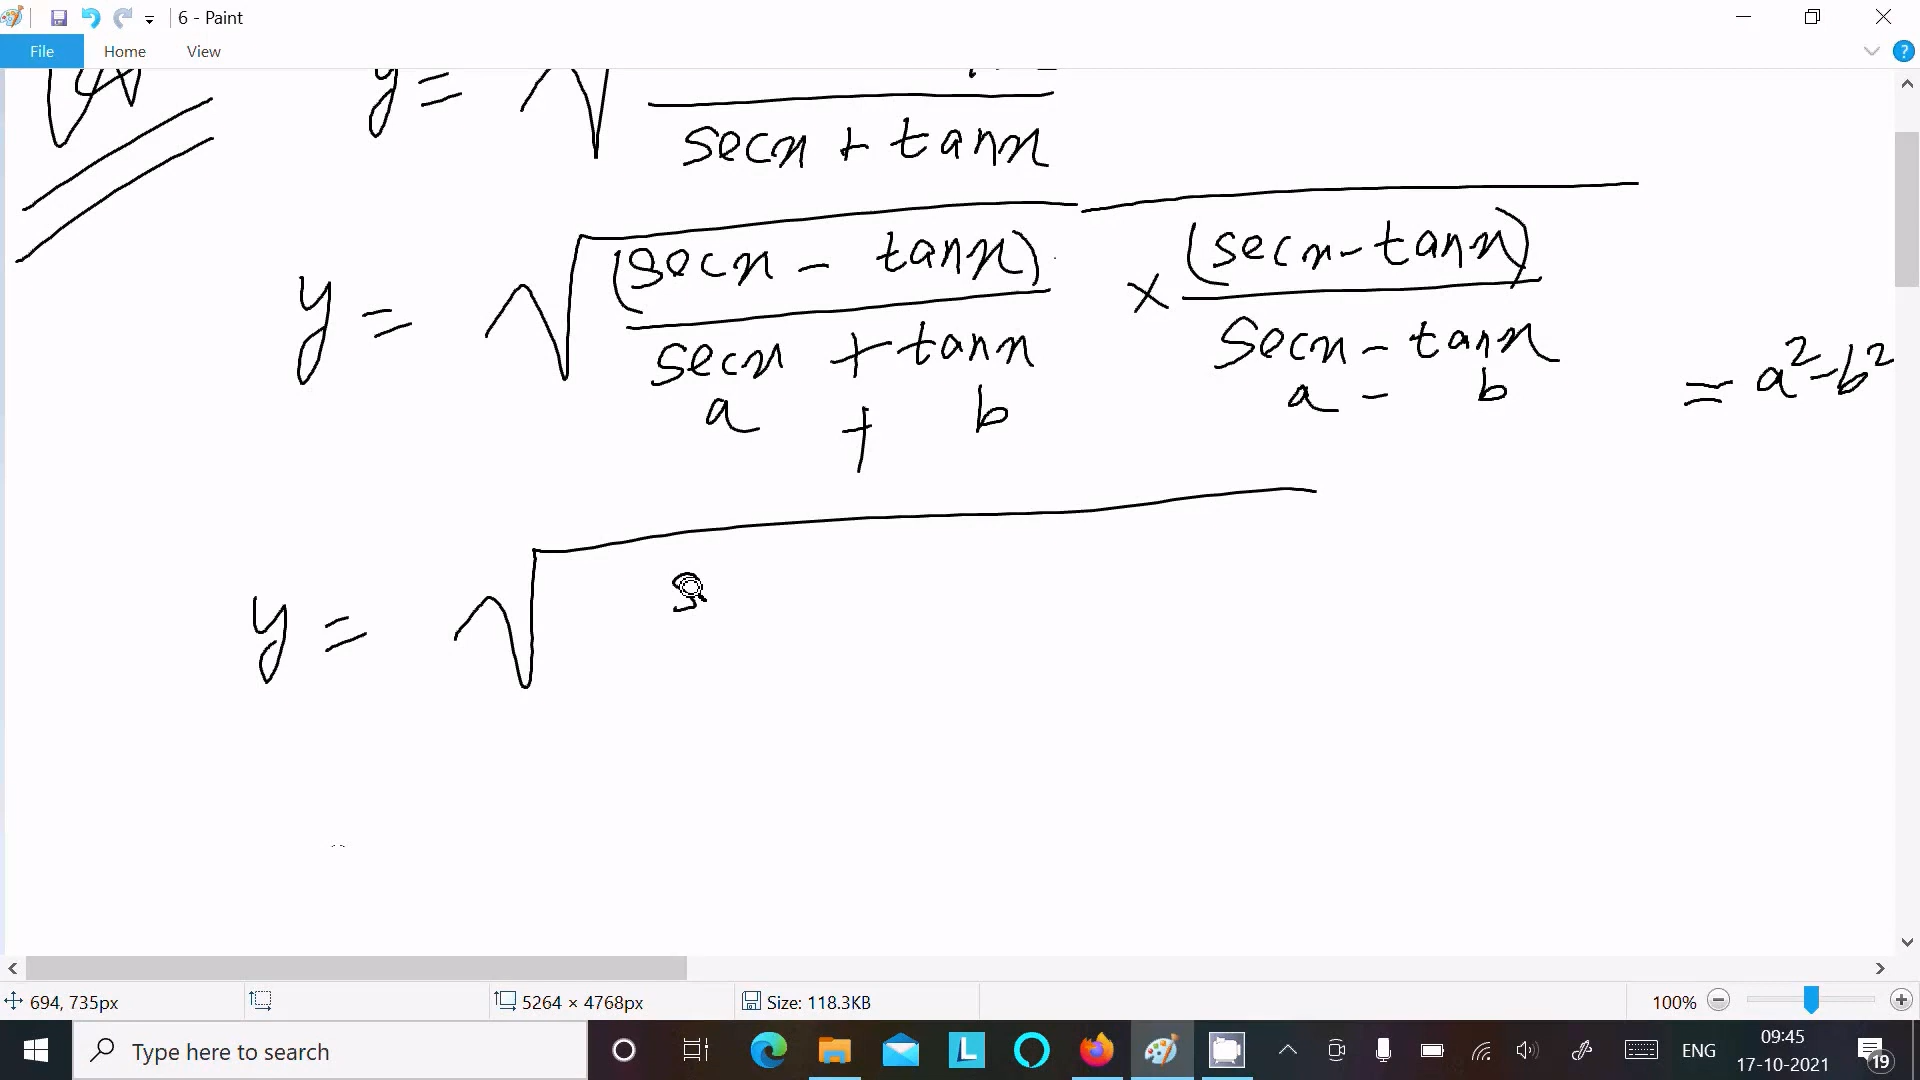 6 - Paint
File Home View
y = √
secx + tanx
y = √ (secx - tanx) / secx + tanx × (secx - tanx) / secx - tanx
a + b a - b = a² - b²
y = √ s
694, 735px 5264 × 4768px Size: 118.3KB 100%
Type here to search L ENG 09:45
17-10-2021 19